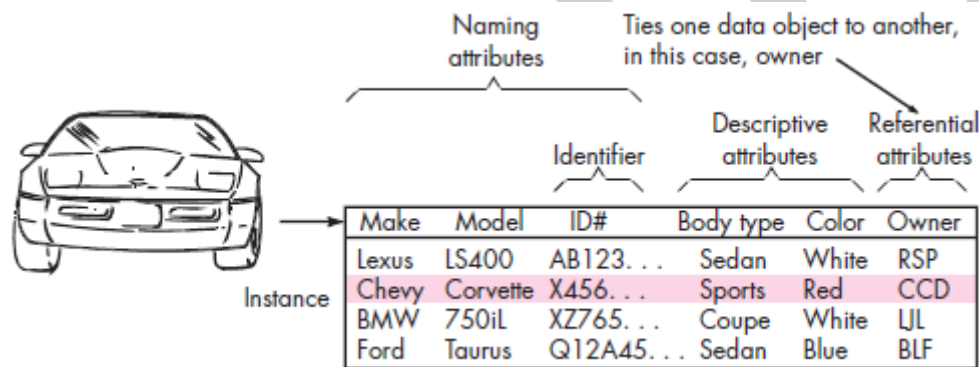 Naming
attributes
Ties one data object to another,
in this case, owner
Identifier
Descriptive
attributes
Referential
attributes
Make Model ID# Body type Color Owner
Lexus LS400 AB123. . . Sedan White RSP
Instance
Chevy Corvette X456. . . Sports Red CCD
BMW 750iL XZ765. . . Coupe White LJL
Ford Taurus Q12A45. . . Sedan Blue BLF